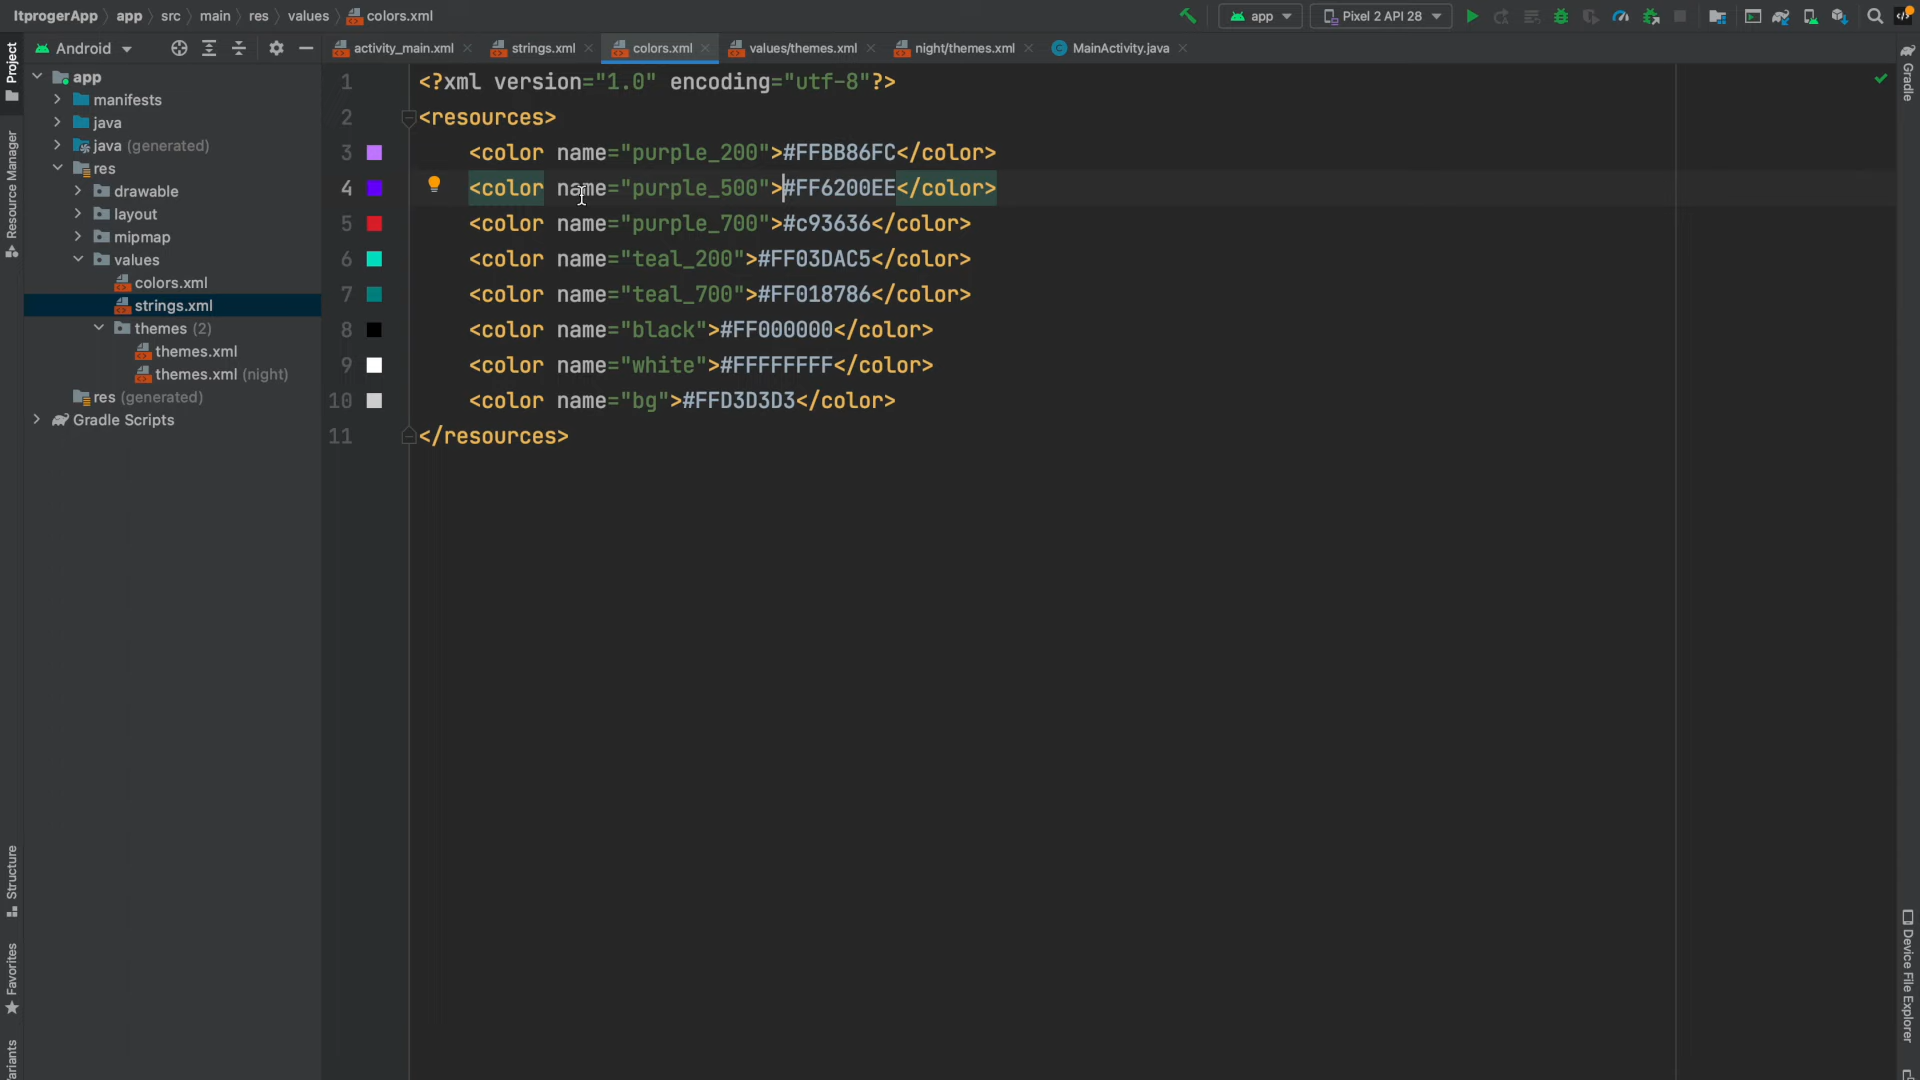 ItprogerApp app src main res values colors.xml
app Pixel 2 API 28
Project
Android
activity_main.xml strings.xml colors.xml values/themes.xml night/themes.xml MainActivity.java
Gradle
app
manifests
java
java (generated)
res
drawable
layout
mipmap
values
colors.xml
strings.xml
themes (2)
themes.xml
themes.xml (night)
res (generated)
Gradle Scripts
Resource Manager
Structure
Favorites
1 <?xml version="1.0" encoding="utf-8"?>
2 <resources>
3 <color name="purple_200">#FFBB86FC</color>
4 <color name="purple_500">#FF6200EE</color>
5 <color name="purple_700">#c93636</color>
6 <color name="teal_200">#FF03DAC5</color>
7 <color name="teal_700">#FF018786</color>
8 <color name="black">#FF000000</color>
9 <color name="white">#FFFFFFFF</color>
10 <color name="bg">#FFD3D3D3</color>
11 </resources>
Device File Explorer